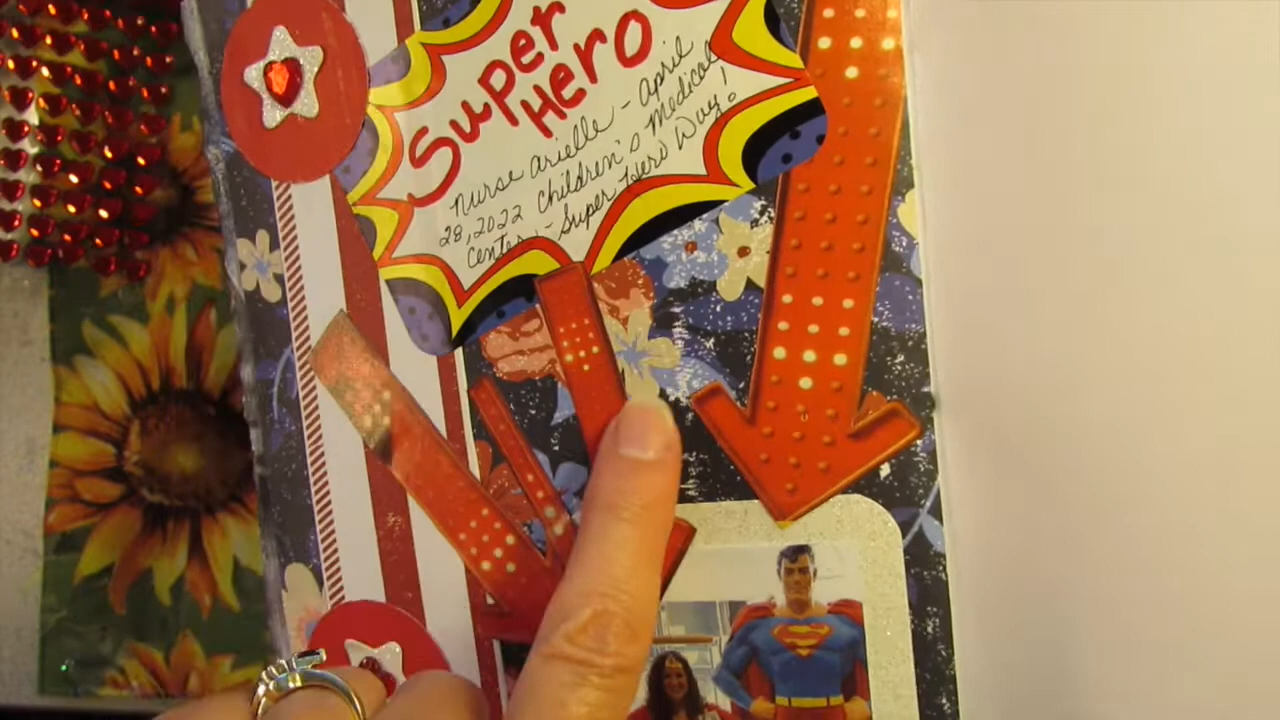 Super
Hero
Nurse Arielle - April
28, 2022 Children's Medical
Center - Super Hero Day!